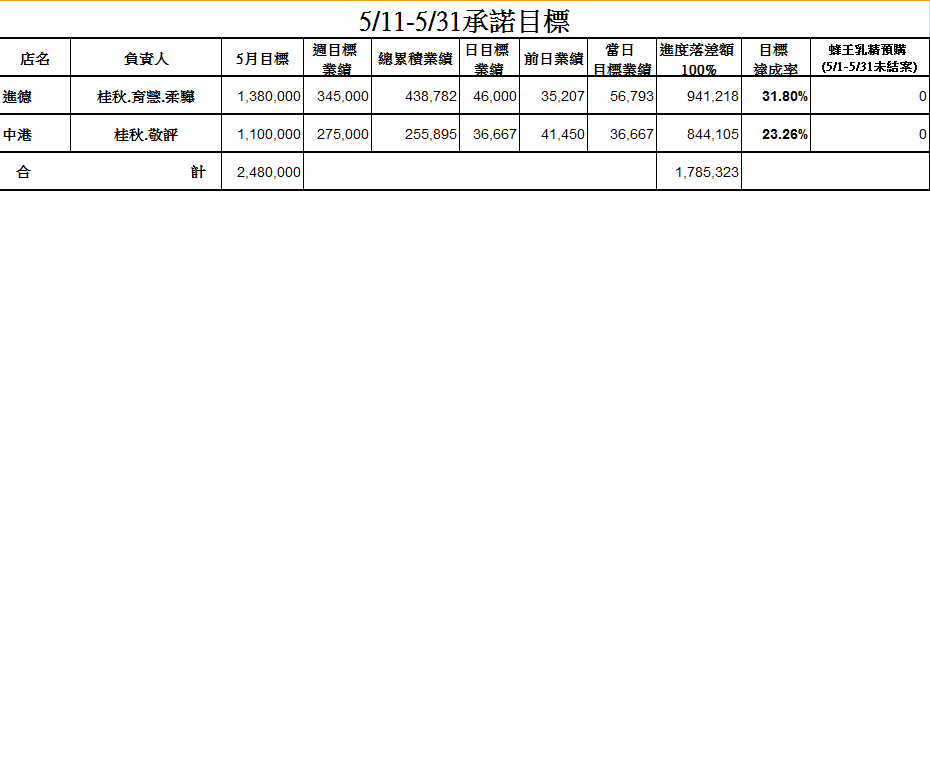 5/11-5/31承諾目標
店名 負責人 5月目標 週目標業績 總累積業績 日目標業績 前日業績 當日目標業績 進度落差額100% 目標達成率 蜂王乳精預購(5/1-5/31未結案)
進德 桂秋.育慧.柔驊 1,380,000 345,000 438,782 46,000 35,207 56,793 941,218 31.80% 0
中港 桂秋.敬評 1,100,000 275,000 255,895 36,667 41,450 36,667 844,105 23.26% 0
合計 2,480,000 1,785,323